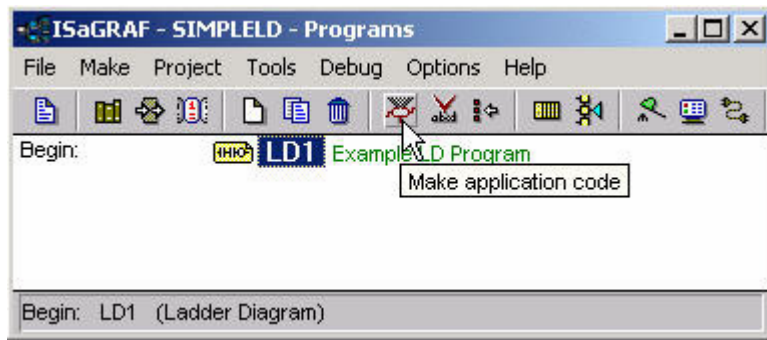 ISaGRAF - SIMPLELD - Programs
File Make Project Tools Debug Options Help
Begin: LD1 Example LD Program
Make application code
Begin: LD1 (Ladder Diagram)